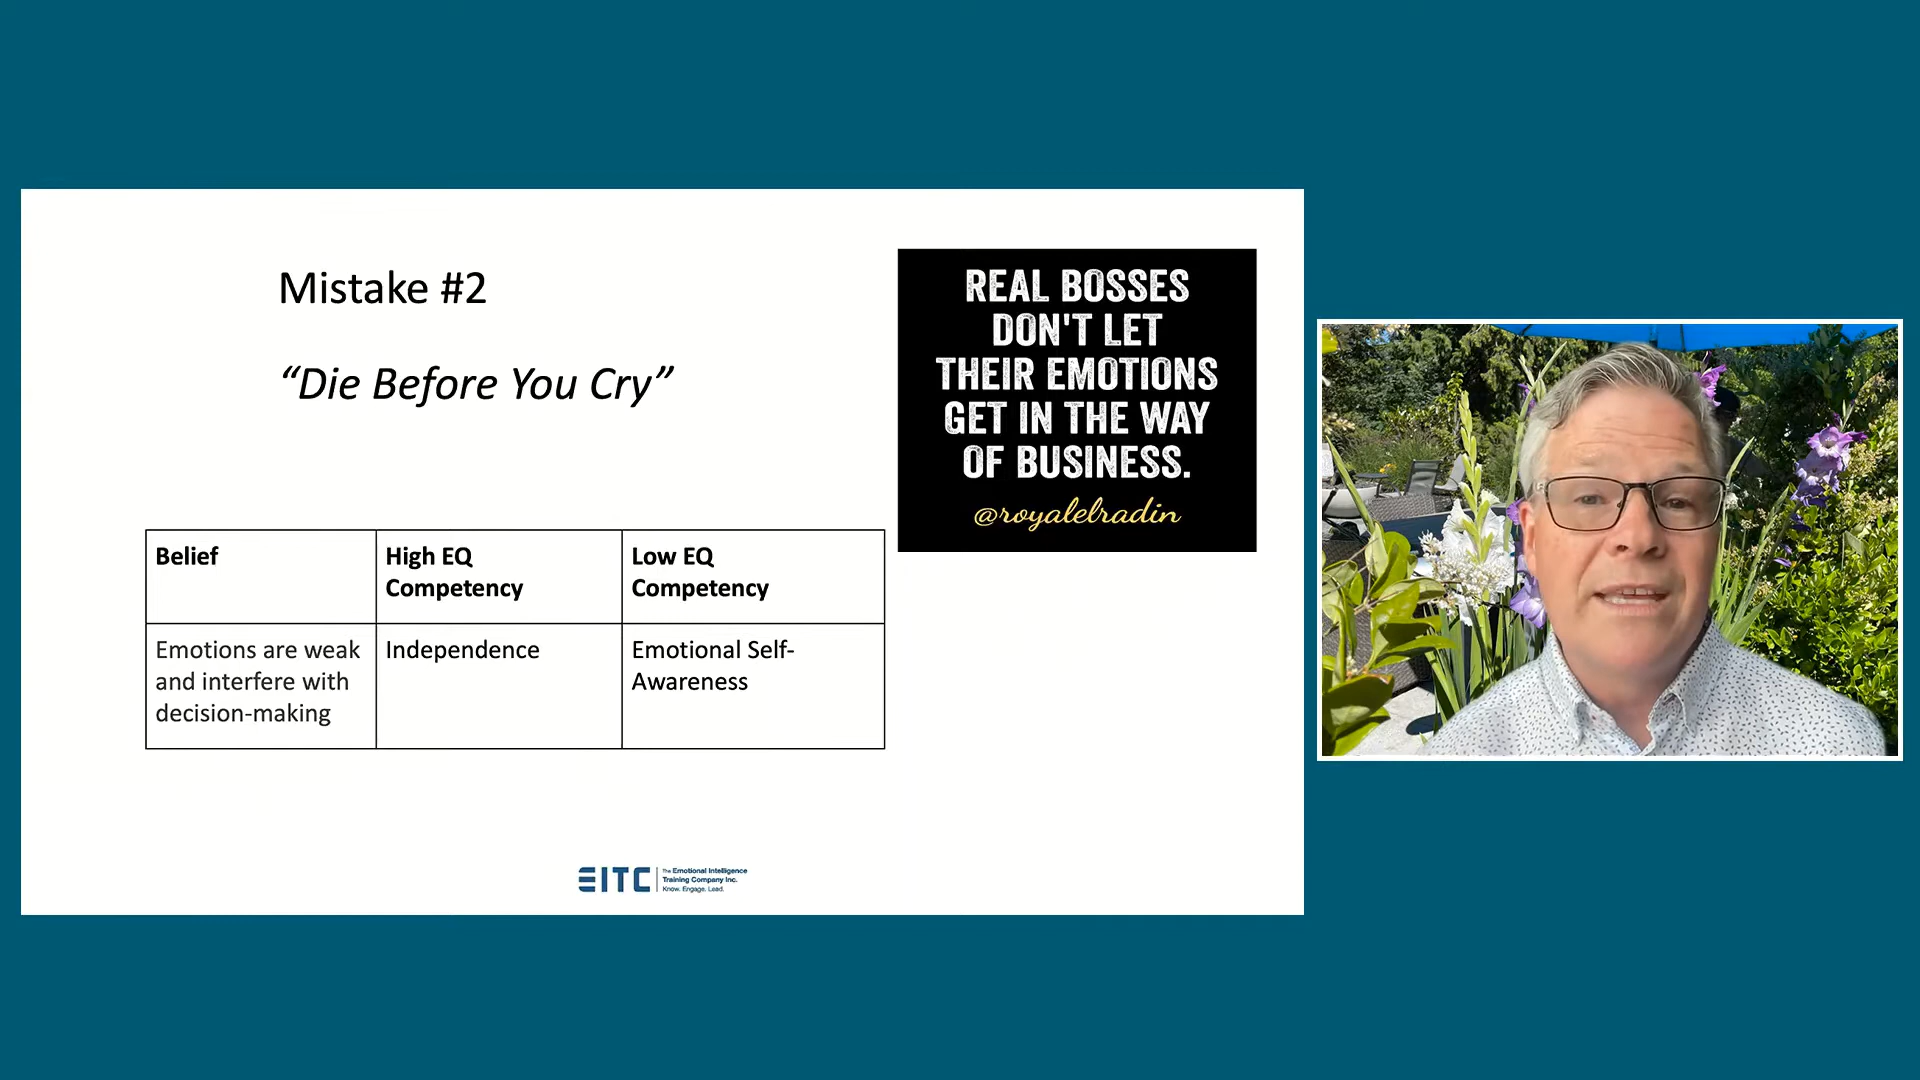 Mistake #2
“Die Before You Cry”
REAL BOSSES
DON'T LET
THEIR EMOTIONS
GET IN THE WAY
OF BUSINESS.
@royalelradin
Belief
High EQ
Competency
Low EQ
Competency
Emotions are weak
and interfere with
decision-making
Independence
Emotional Self-
Awareness
EITC
The Emotional Intelligence
Training Company Inc.
Know. Engage. Lead.